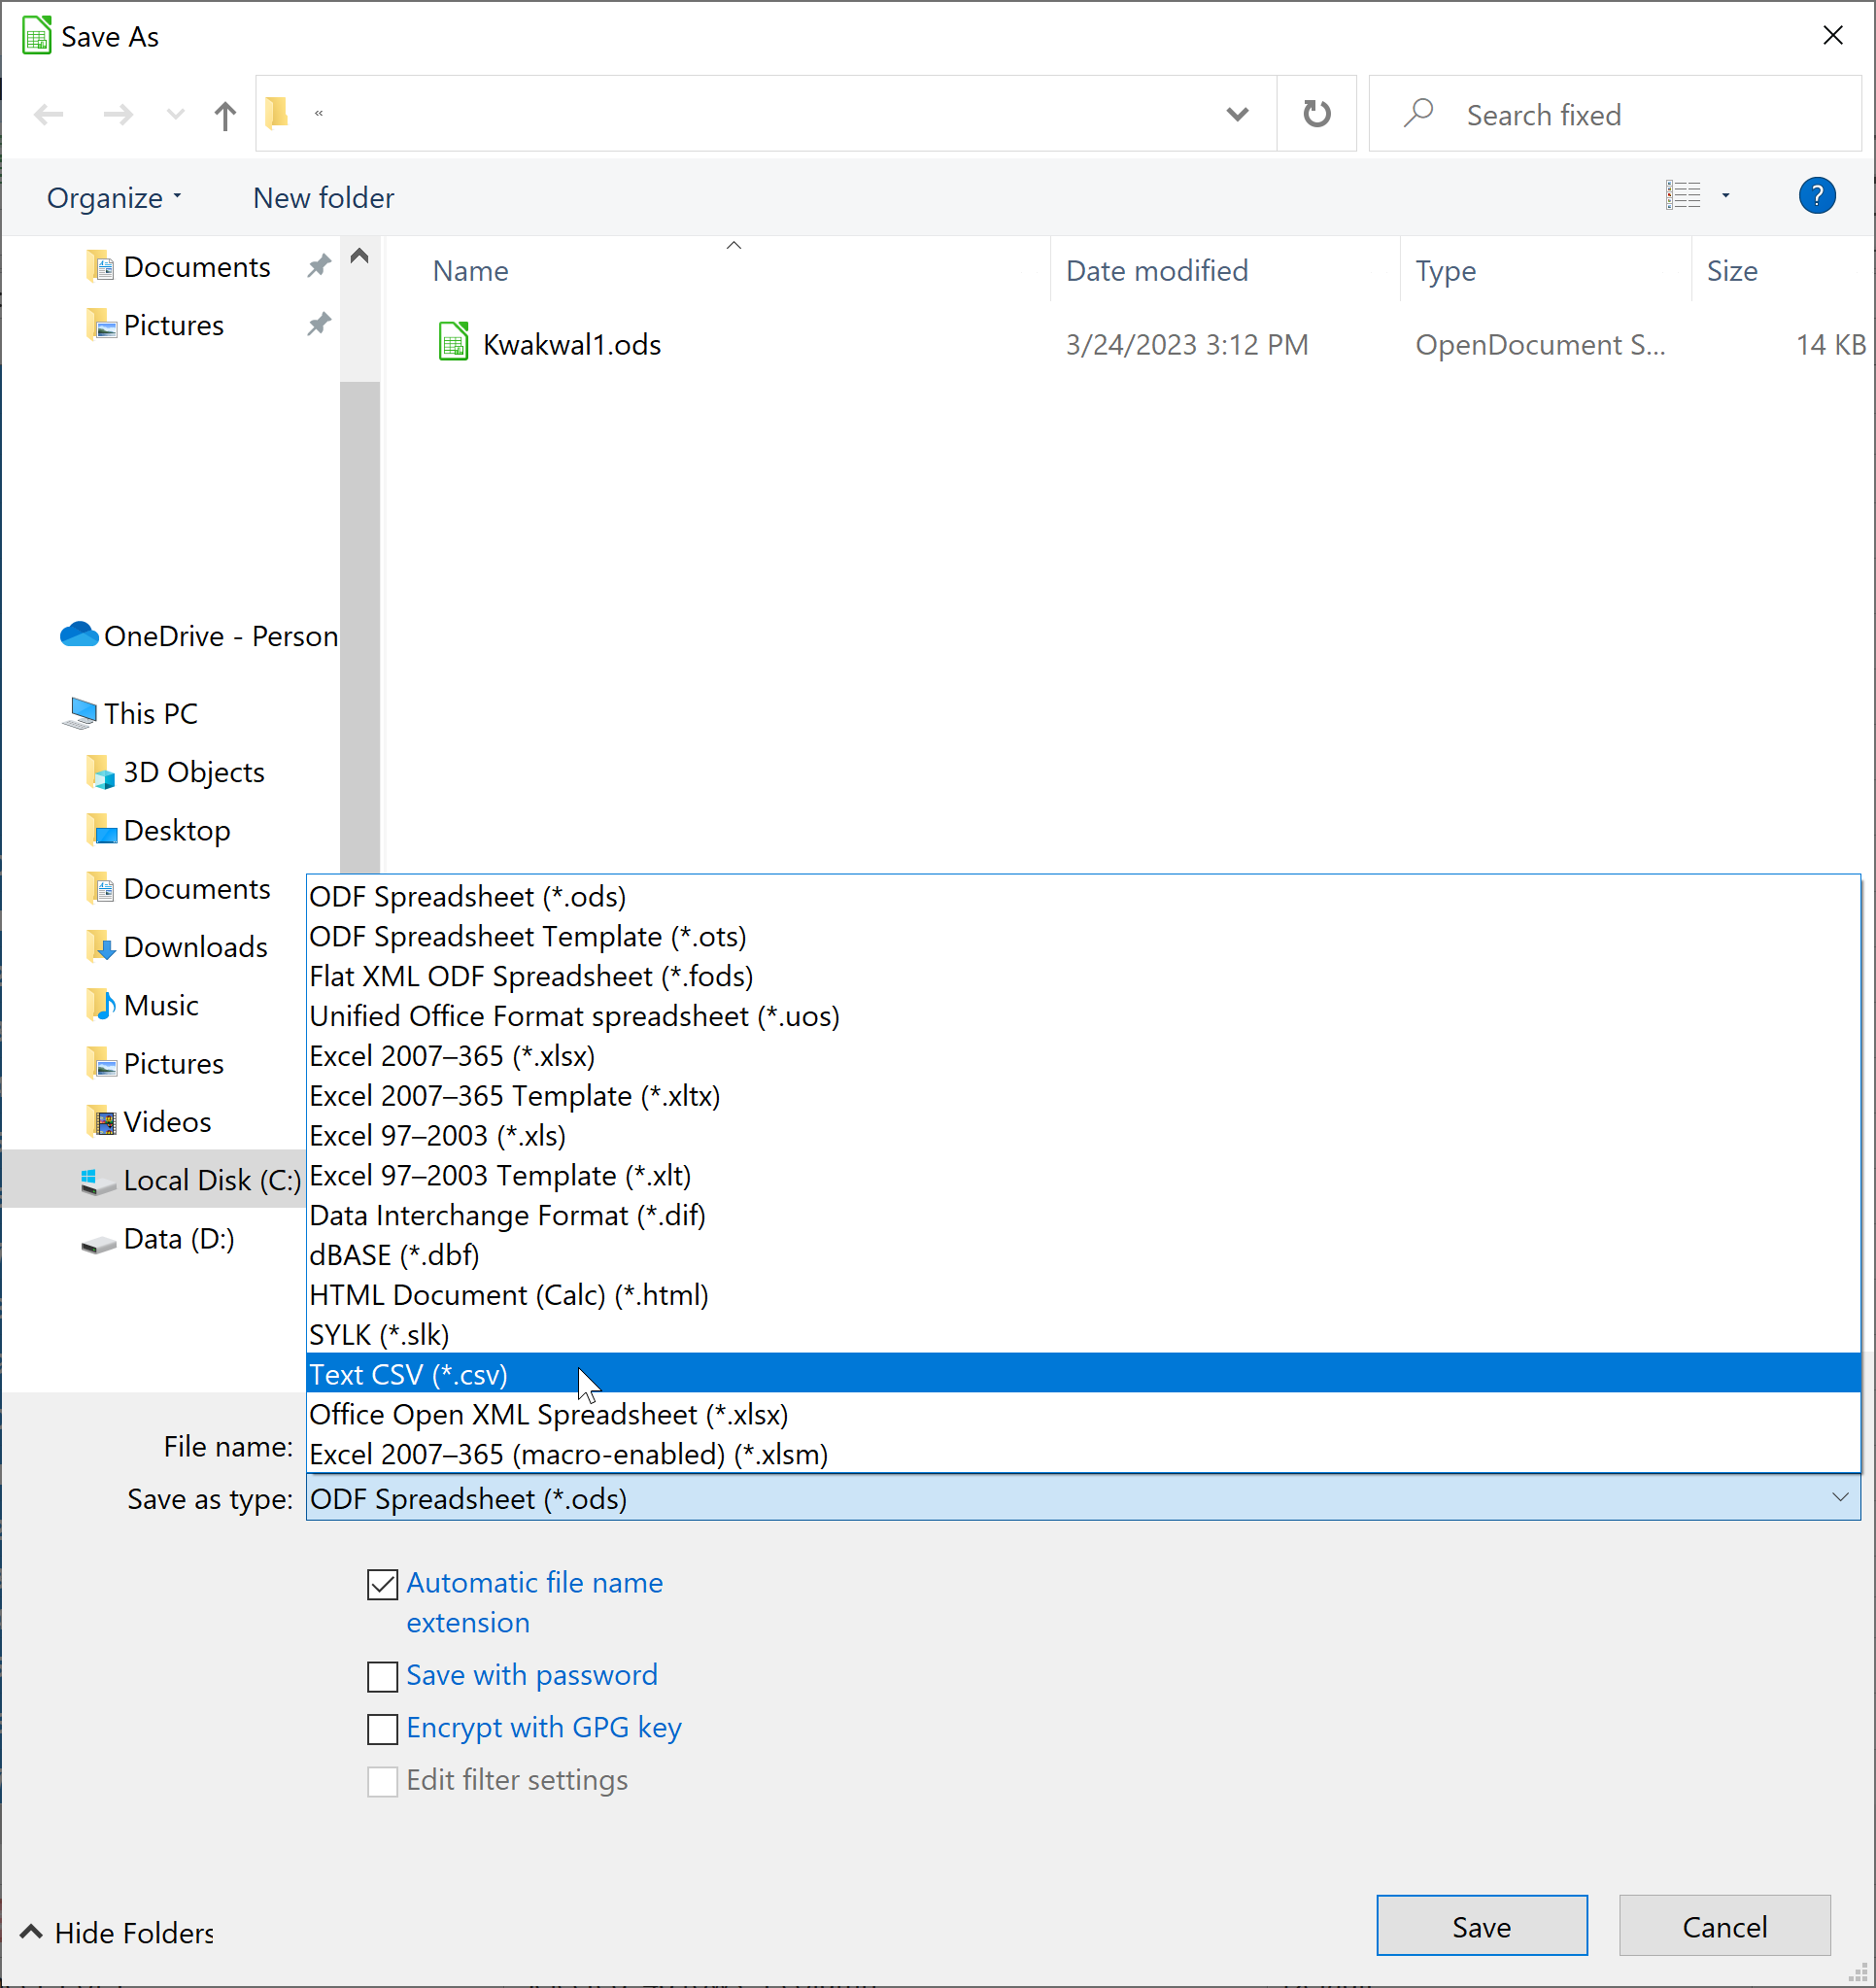 Save As
«
Search fixed
Organize
New folder
?
Documents
Pictures
OneDrive - Person
This PC
3D Objects
Desktop
Documents
Downloads
Music
Pictures
Videos
Local Disk (C:)
Data (D:)
Name
Date modified
Type
Size
Kwakwal1.ods
3/24/2023 3:12 PM
OpenDocument S...
14 KB
ODF Spreadsheet (*.ods)
ODF Spreadsheet Template (*.ots)
Flat XML ODF Spreadsheet (*.fods)
Unified Office Format spreadsheet (*.uos)
Excel 2007–365 (*.xlsx)
Excel 2007–365 Template (*.xltx)
Excel 97–2003 (*.xls)
Excel 97–2003 Template (*.xlt)
Data Interchange Format (*.dif)
dBASE (*.dbf)
HTML Document (Calc) (*.html)
SYLK (*.slk)
Text CSV (*.csv)
Office Open XML Spreadsheet (*.xlsx)
Excel 2007–365 (macro-enabled) (*.xlsm)
File name:
Save as type:
ODF Spreadsheet (*.ods)
Automatic file name
extension
Save with password
Encrypt with GPG key
Edit filter settings
Hide Folders
Save
Cancel